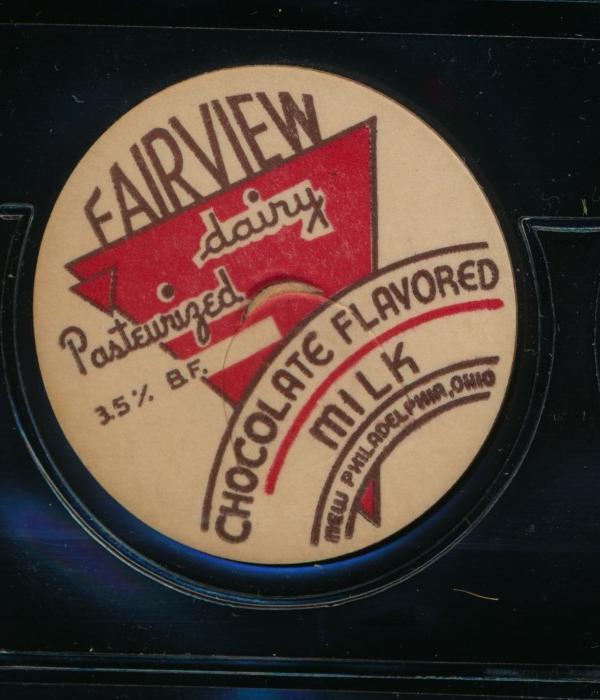 FAIRVIEW
dairy
Pasteurized
3.5% B.F.
CHOCOLATE FLAVORED
MILK
NEW PHILADELPHIA, OHIO